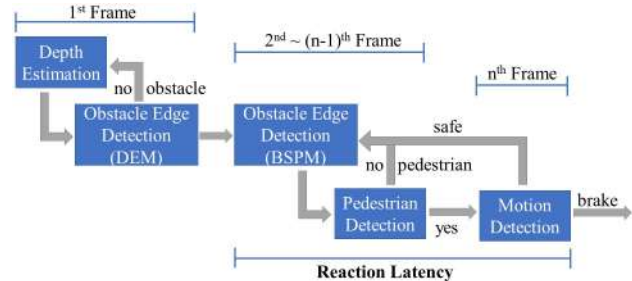 1st Frame
2nd ~ (n-1)th Frame
nth Frame
Depth
Estimation
no obstacle
Obstacle Edge
Detection
(DEM)
Obstacle Edge
Detection
(BSPM)
safe
no pedestrian
Pedestrian
Detection
yes
Motion
Detection
brake
Reaction Latency